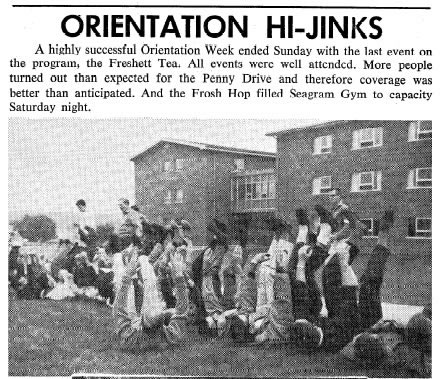 ORIENTATION HI-JINKS
A highly successful Orientation Week ended Sunday with the last event on
the program, the Freshett Tea. All events were well attended. More people
turned out than expected for the Penny Drive and therefore coverage was
better than anticipated. And the Frosh Hop filled Seagram Gym to capacity
Saturday night.